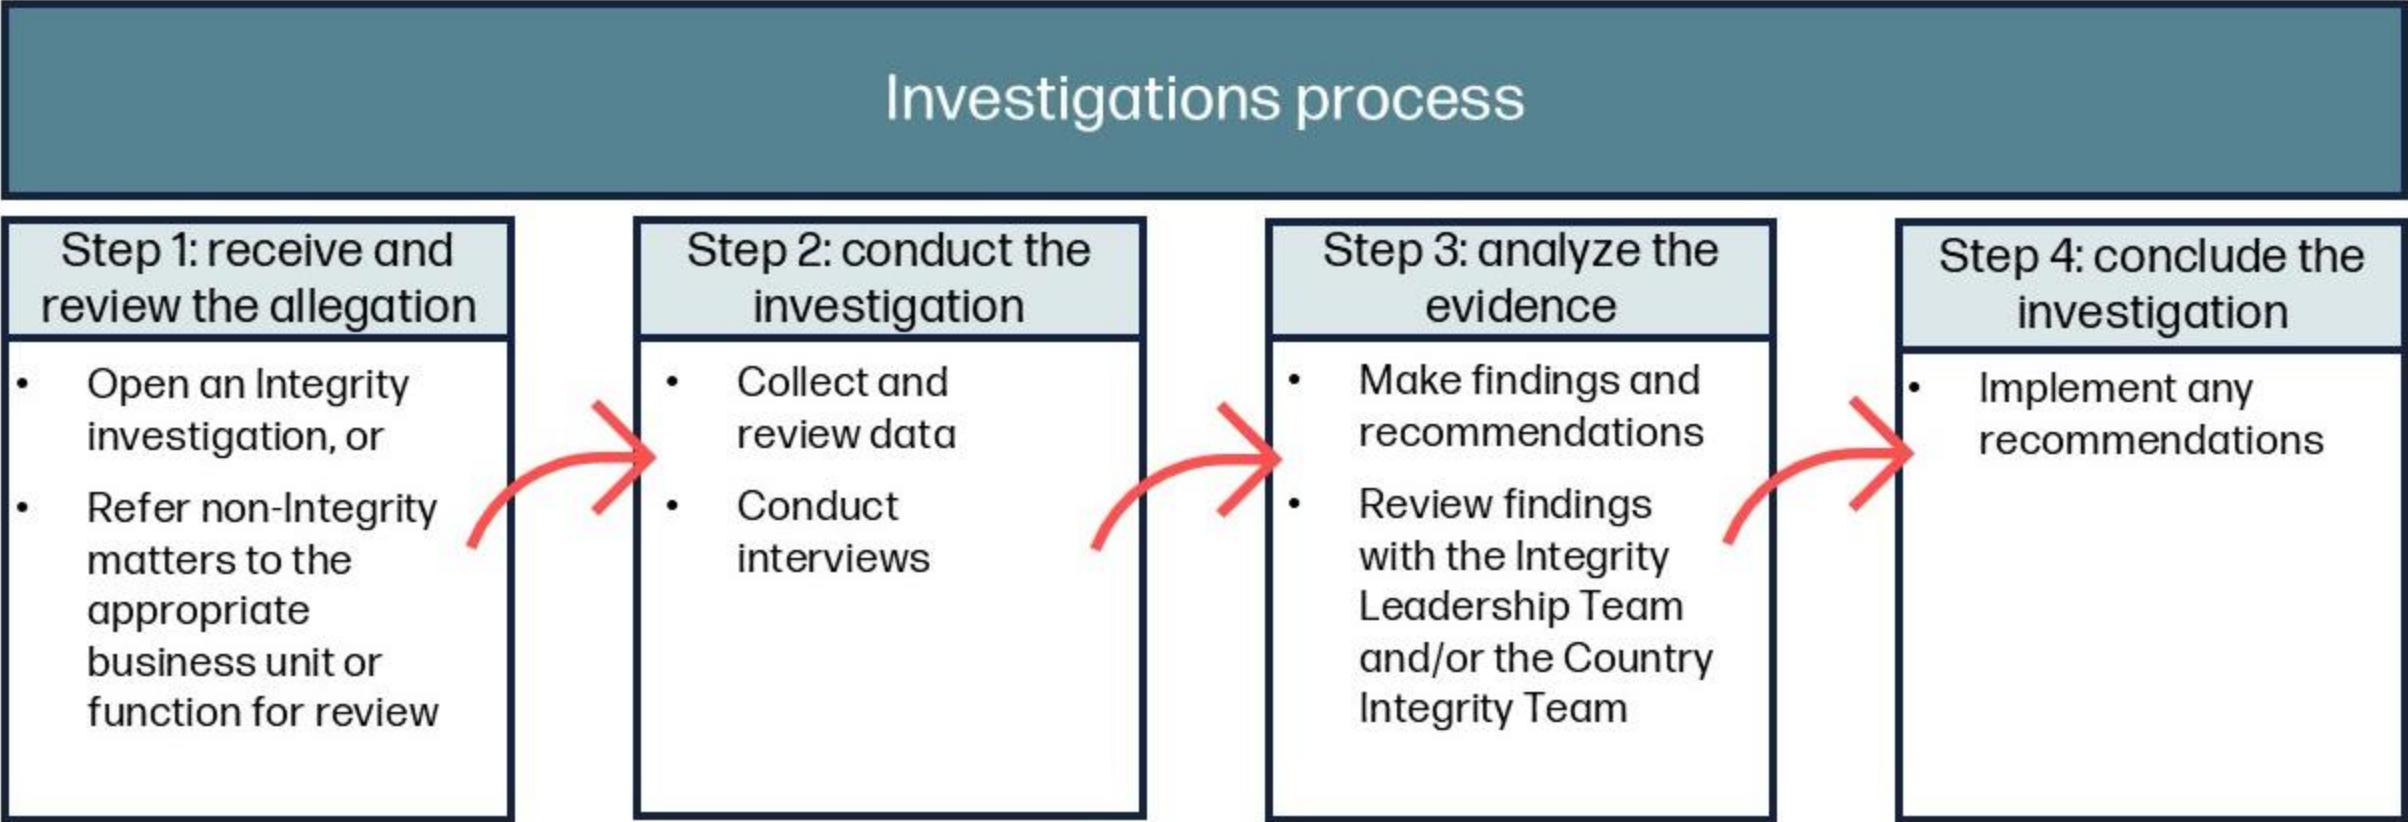 Investigations process
Step 1: receive and
review the allegation
• Open an Integrity
investigation, or
• Refer non-Integrity
matters to the
appropriate
business unit or
function for review
Step 2: conduct the
investigation
• Collect and
review data
• Conduct
interviews
Step 3: analyze the
evidence
• Make findings and
recommendations
• Review findings
with the Integrity
Leadership Team
and/or the Country
Integrity Team
Step 4: conclude the
investigation
• Implement any
recommendations